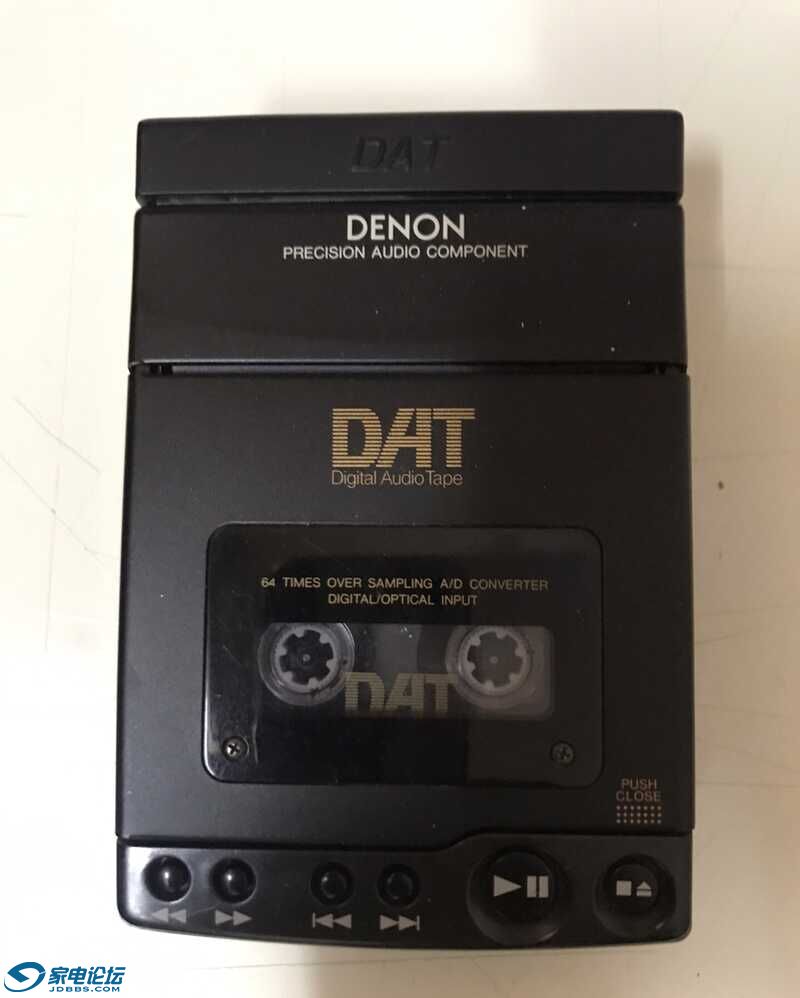 DAT
DENON
PRECISION AUDIO COMPONENT
DAT
Digital Audio Tape
64 TIMES OVER SAMPLING A/D CONVERTER
DIGITAL/OPTICAL INPUT
DAT
PUSH
CLOSE
家电论坛
JDBBS.COM